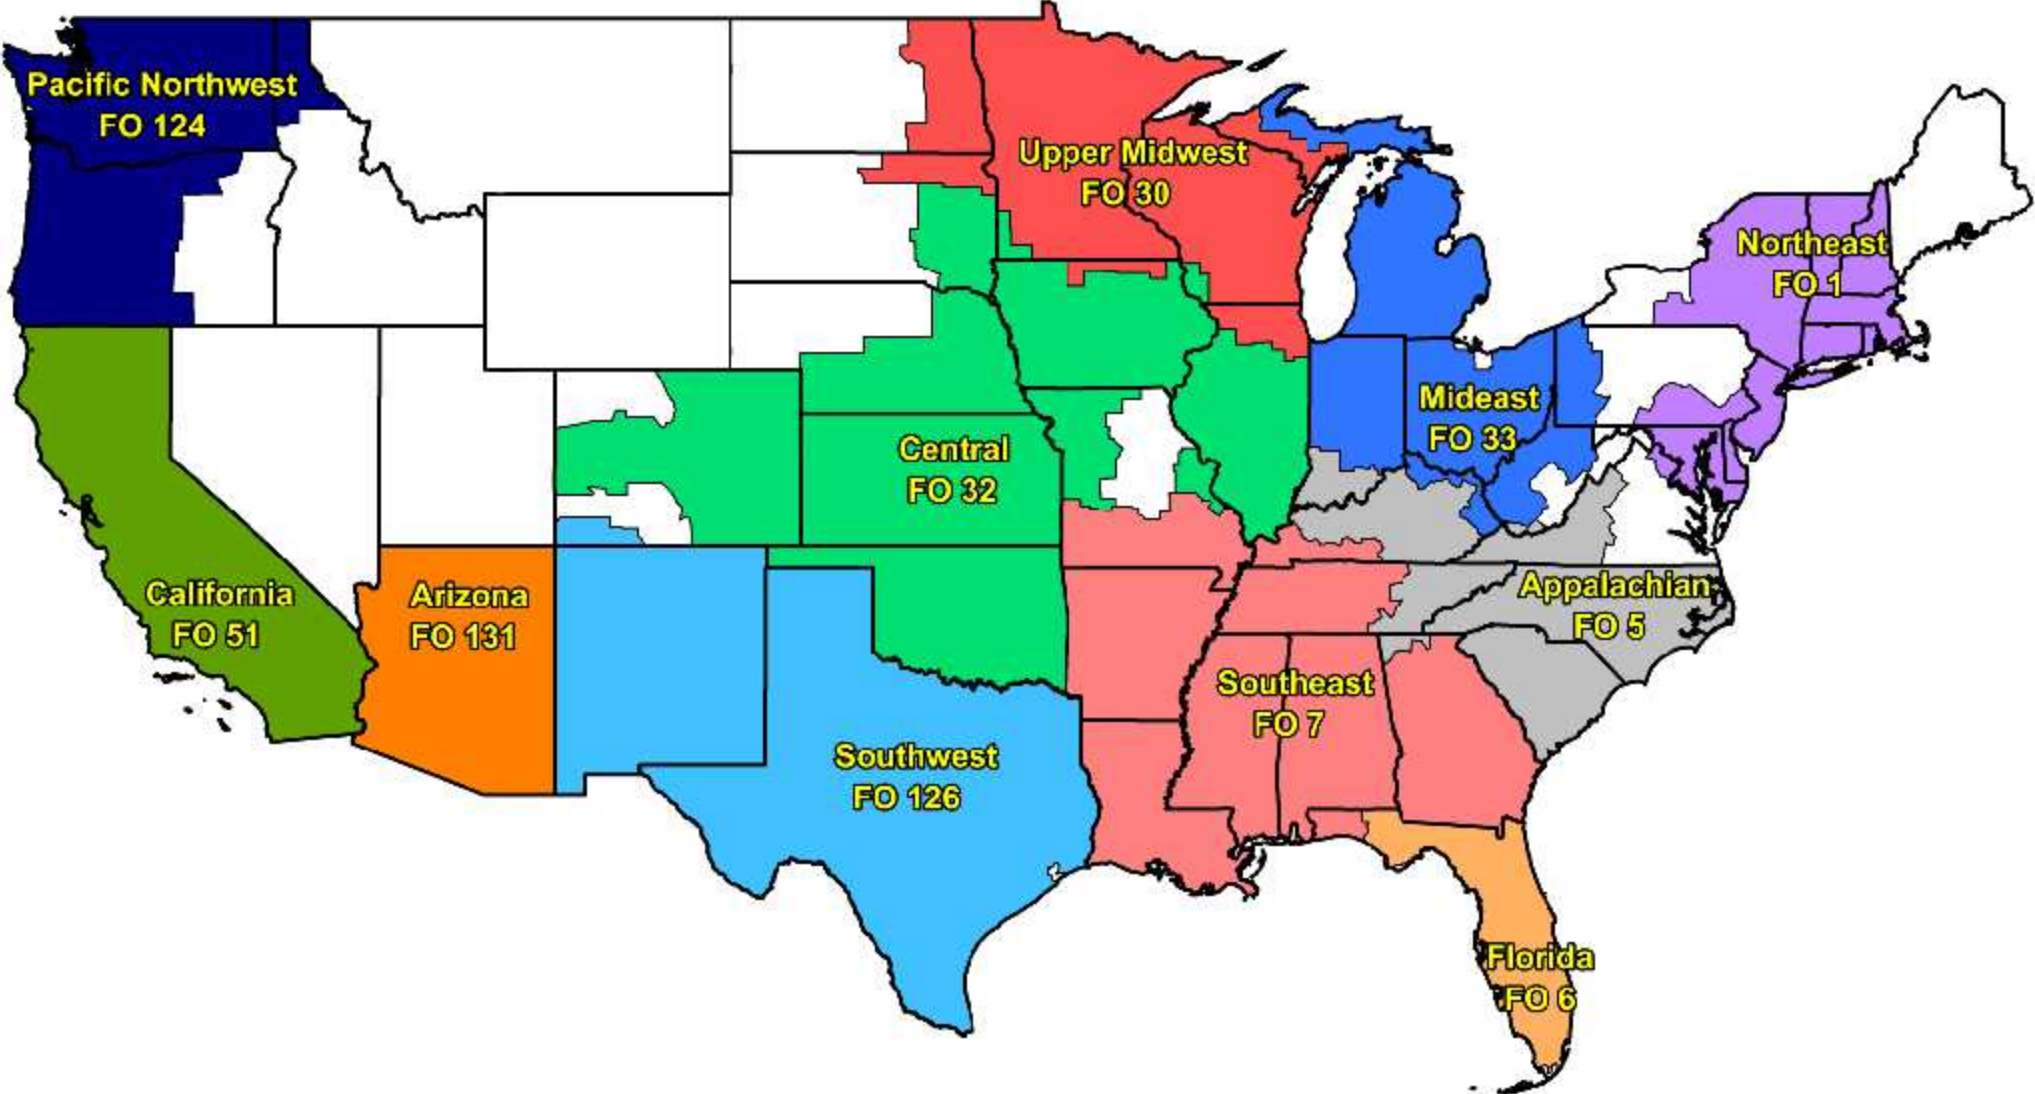 Pacific Northwest
FO 124
Upper Midwest
FO 30
Northeast
FO 1
Mideast
FO 33
Central
FO 32
California
FO 51
Arizona
FO 131
Appalachian
FO 5
Southeast
FO 7
Southwest
FO 126
Florida
FO 6